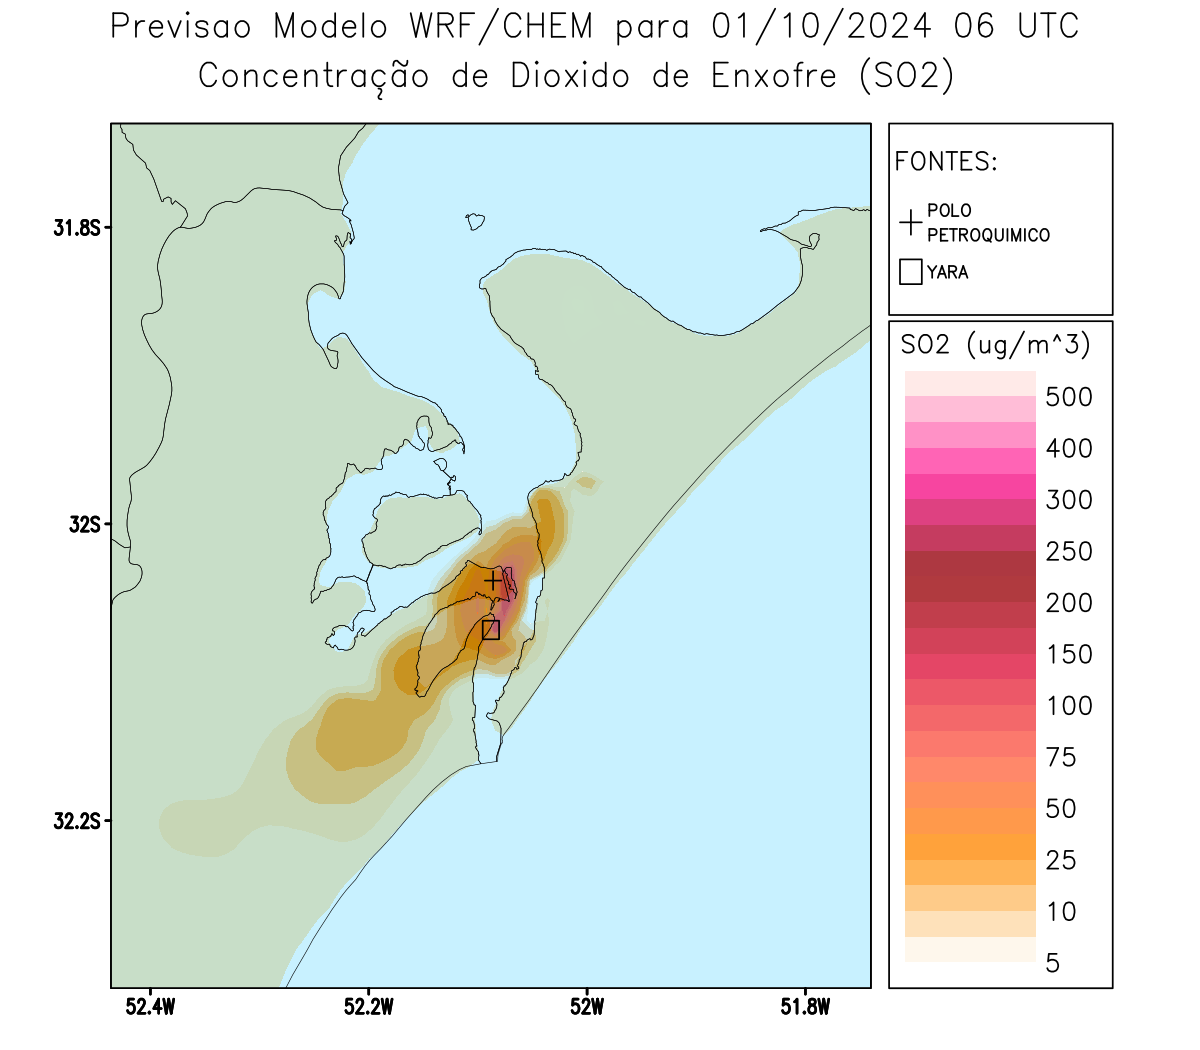 Previsao Modelo WRF/CHEM para 01/10/2024 06 UTC
Concentração de Dioxido de Enxofre (SO2)
FONTES:
POLO
PETROQUIMICO
YARA
SO2 (ug/m^3)
500
400
300
250
200
150
100
75
50
25
10
5
31.8S
32S
32.2S
52.4W
52.2W
52W
51.8W